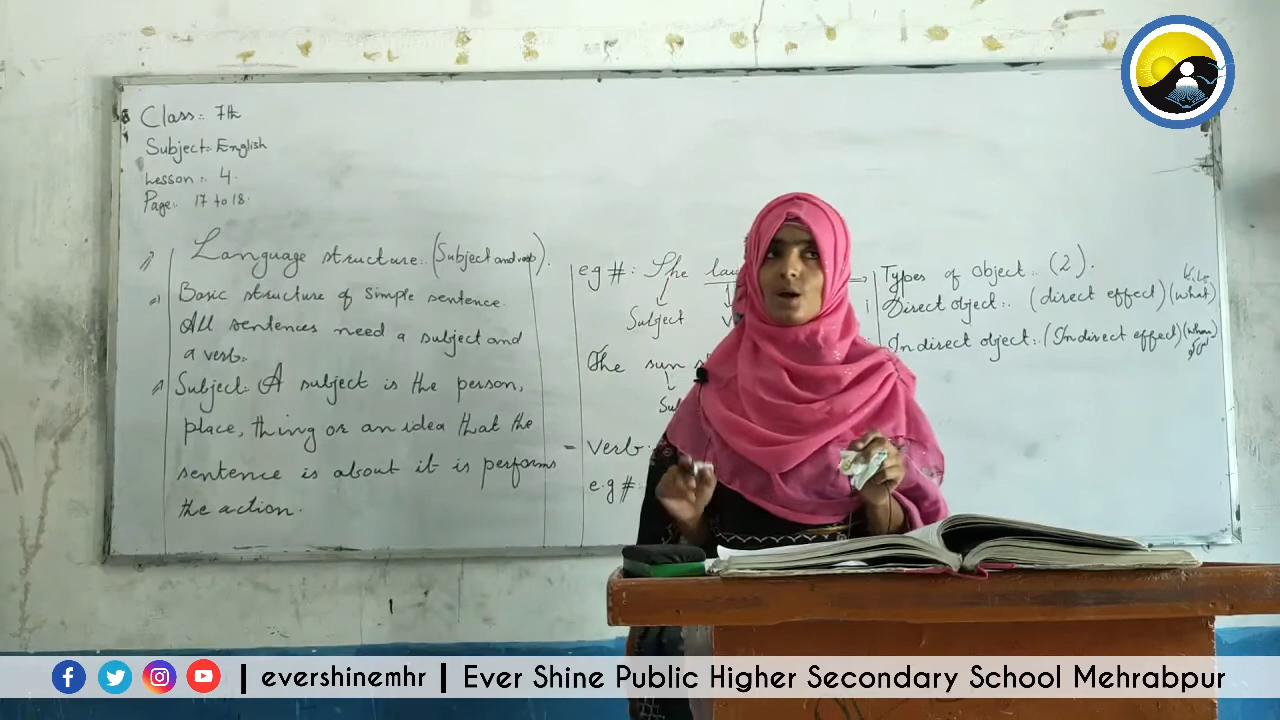 Class:. 7th
Subject:. English
Lesson :. 4.
Page:. 17 to 18.
Language structure:. (Subject and verb).
Basic structure of Simple sentence.
All sentences need a subject and
a verb:.
Subject:. A subject is the person,
place, thing or an idea that the
sentence is about it is performs
the action.
eg #: She
Subject
The sun
= verb.
e.g #:
Types of object :. (2).
Direct object:. (direct effect) (what)
Indirect object:. (Indirect effect)
| evershinemhr | Ever Shine Public Higher Secondary School Mehrabpur